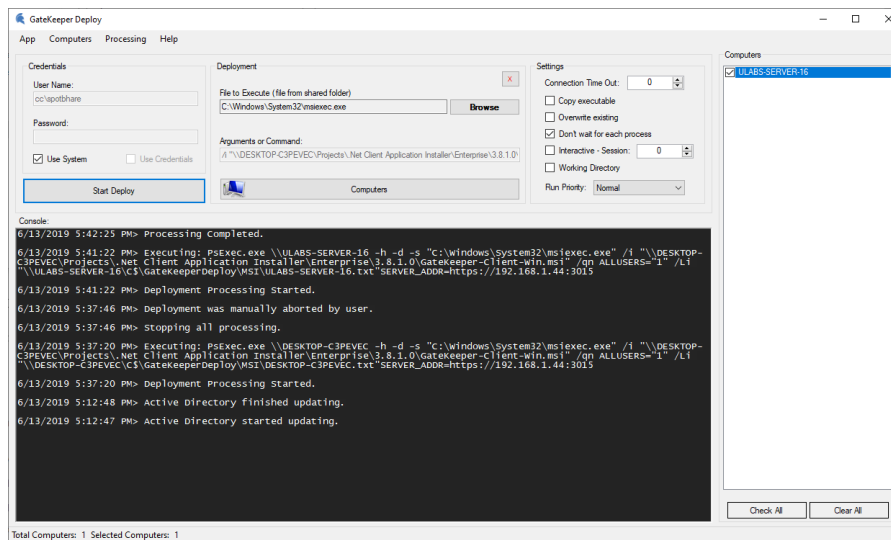 GateKeeper Deploy
App Computers Processing Help
Credentials
User Name:
cc\spotbhare
Password:
Use System Use Credentials
Start Deploy
Deployment
X
File to Execute (file from shared folder)
C:\Windows\System32\msiexec.exe Browse
Arguments or Command:
/i "\\DESKTOP-C3PEVEC\Projects\.Net Client Application Installer\Enterprise\3.8.1.0\
Computers
Settings
Connection Time Out: 0
Copy executable
Overwrite existing
Don't wait for each process
Interactive - Session: 0
Working Directory
Run Priority: Normal
Computers
ULABS-SERVER-16
Console:
6/13/2019 5:42:25 PM> Processing Completed.
6/13/2019 5:41:22 PM> Executing: PsExec.exe \\ULABS-SERVER-16 -h -d -s "C:\Windows\System32\msiexec.exe" /i "\\DESKTOP-
C3PEVEC\Projects\.Net Client Application Installer\Enterprise\3.8.1.0\GateKeeper-Client-Win.msi" /qn ALLUSERS="1" /Li
"\\ULABS-SERVER-16\C$\GateKeeperDeploy\MSI\ULABS-SERVER-16.txt"SERVER_ADDR=https://192.168.1.44:3015
6/13/2019 5:41:22 PM> Deployment Processing Started.
6/13/2019 5:37:46 PM> Deployment was manually aborted by user.
6/13/2019 5:37:46 PM> Stopping all processing.
6/13/2019 5:37:20 PM> Executing: PsExec.exe \\DESKTOP-C3PEVEC -h -d -s "C:\Windows\System32\msiexec.exe" /i "\\DESKTOP-
C3PEVEC\Projects\.Net Client Application Installer\Enterprise\3.8.1.0\GateKeeper-Client-Win.msi" /qn ALLUSERS="1" /Li
"\\DESKTOP-C3PEVEC\C$\GateKeeperDeploy\MSI\DESKTOP-C3PEVEC.txt"SERVER_ADDR=https://192.168.1.44:3015
6/13/2019 5:37:20 PM> Deployment Processing Started.
6/13/2019 5:12:48 PM> Active Directory finished updating.
6/13/2019 5:12:47 PM> Active Directory started updating.
Check All Clear All
Total Computers: 1 Selected Computers: 1